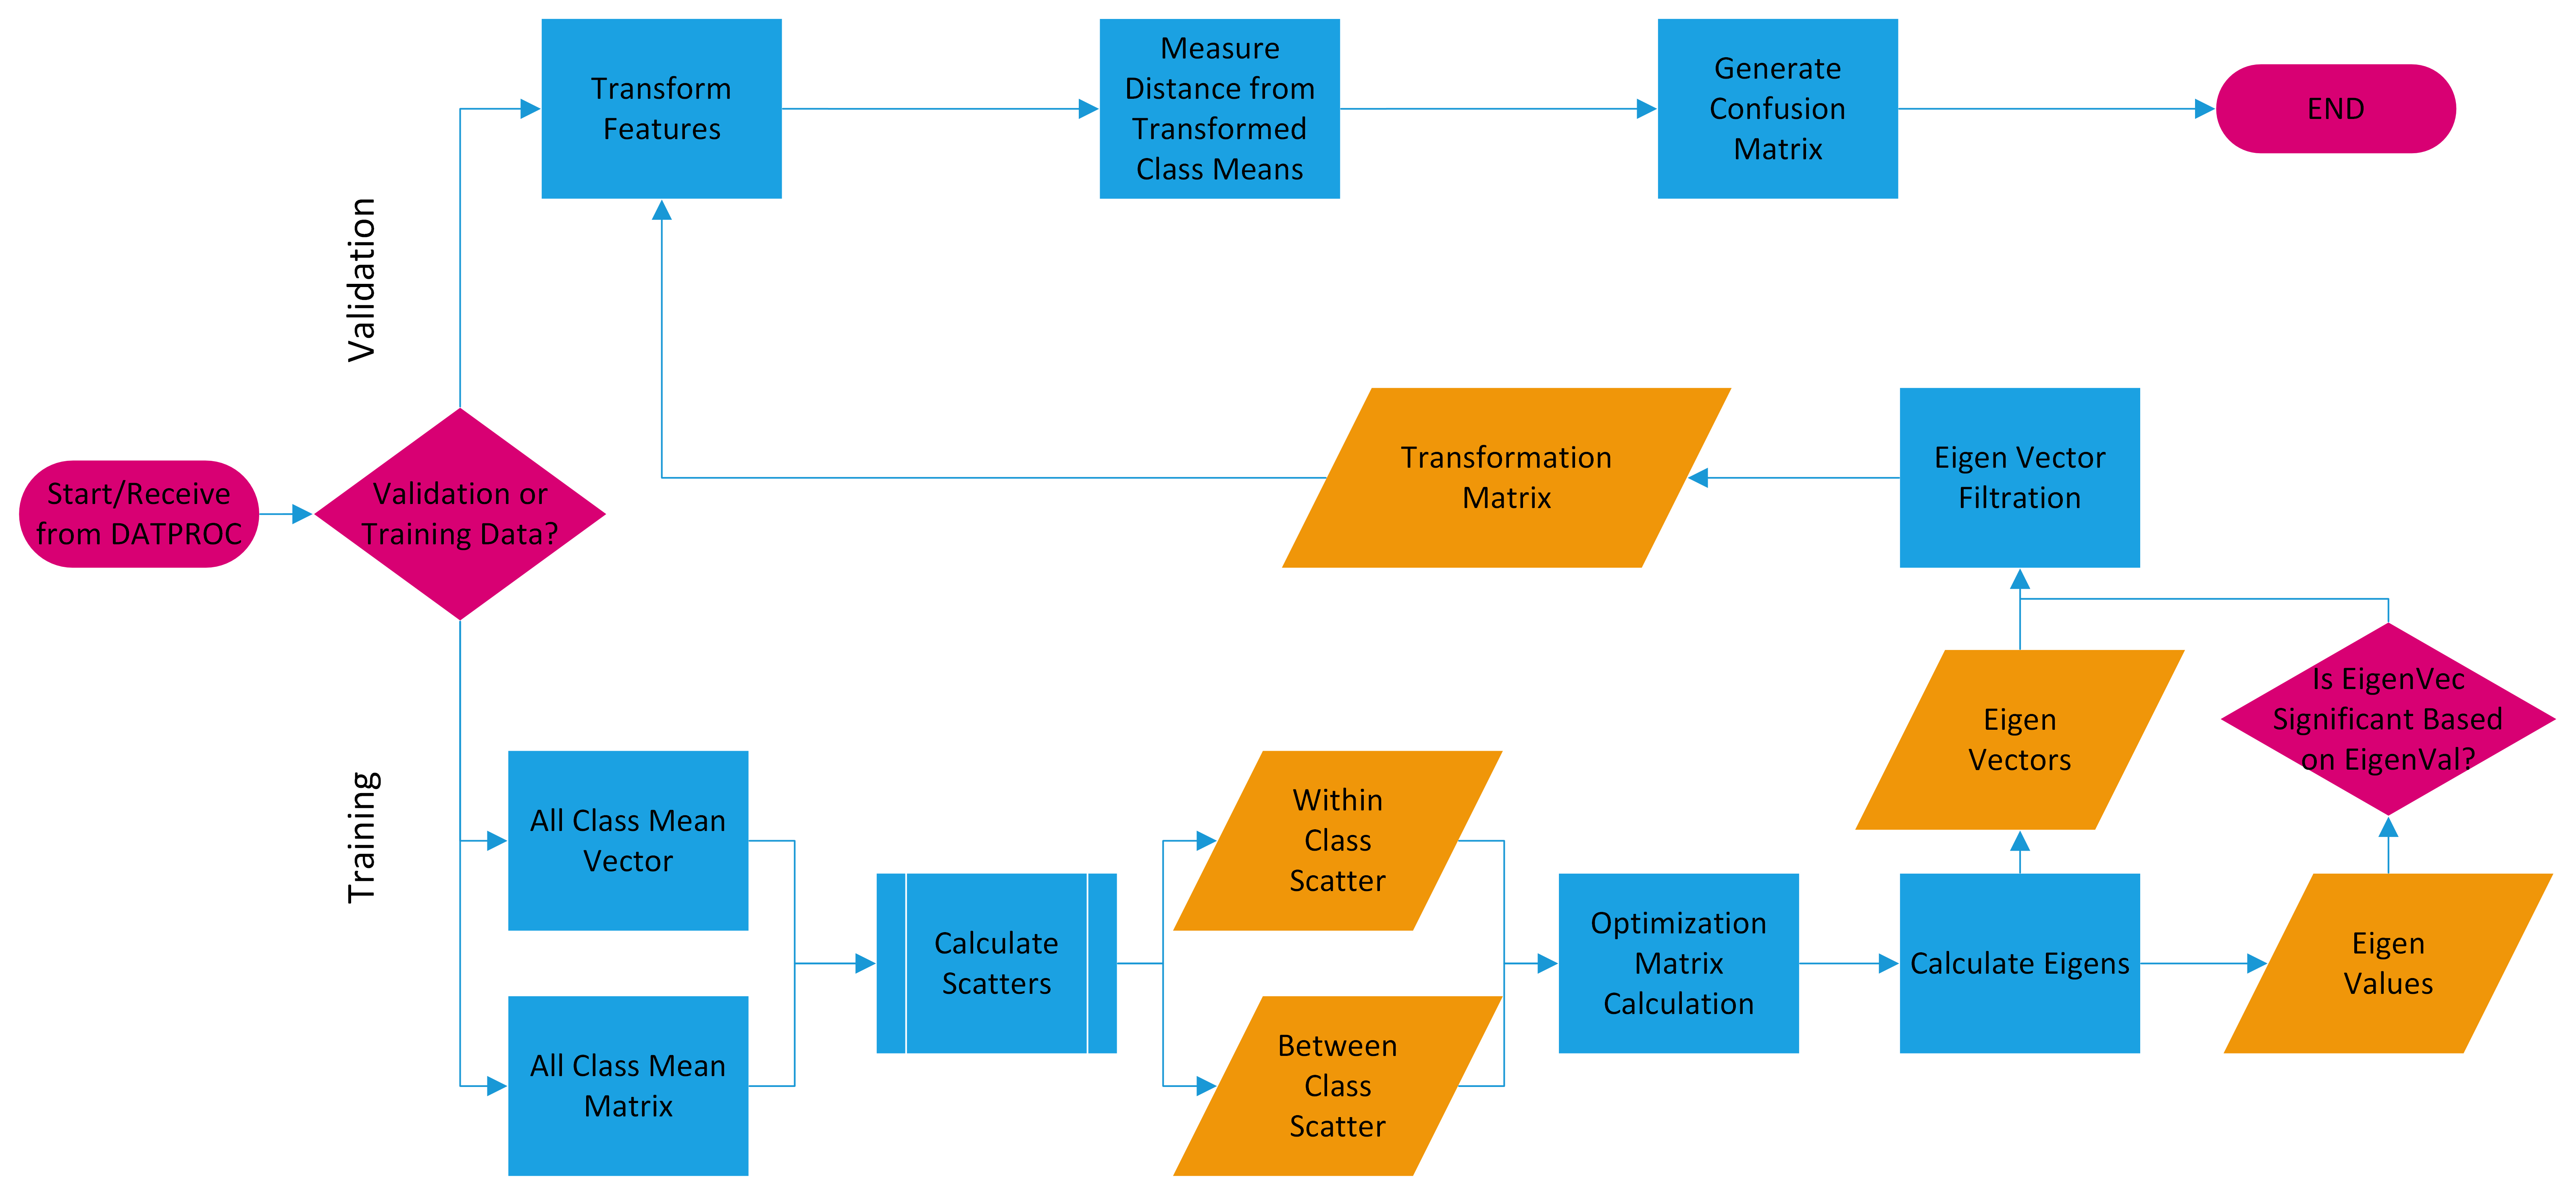 Transform
Features
Measure
Distance from
Transformed
Class Means
Generate
Confusion
Matrix
END
Validation
Start/Receive
from DATPROC
Validation or
Training Data?
Transformation
Matrix
Eigen Vector
Filtration
Training
All Class Mean
Vector
All Class Mean
Matrix
Calculate
Scatters
Within
Class
Scatter
Between
Class
Scatter
Optimization
Matrix
Calculation
Calculate Eigens
Eigen
Vectors
Is EigenVec
Significant Based
on EigenVal?
Eigen
Values